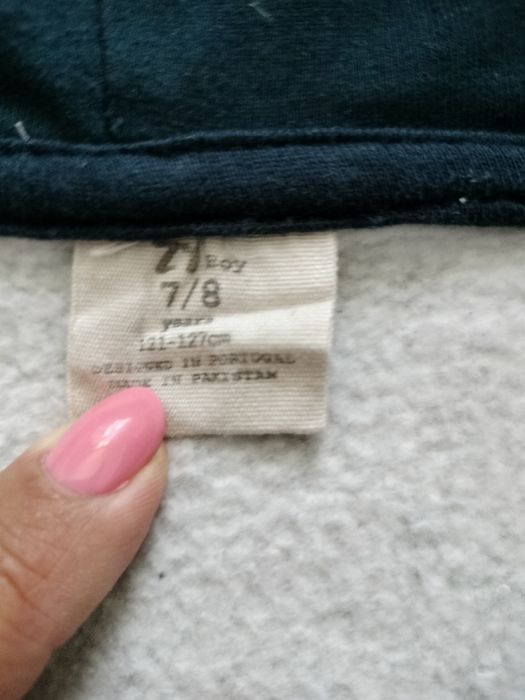 Boy
7/8
years
121-127cm
DESIGNED IN PORTUGAL
MADE IN PAKISTAN